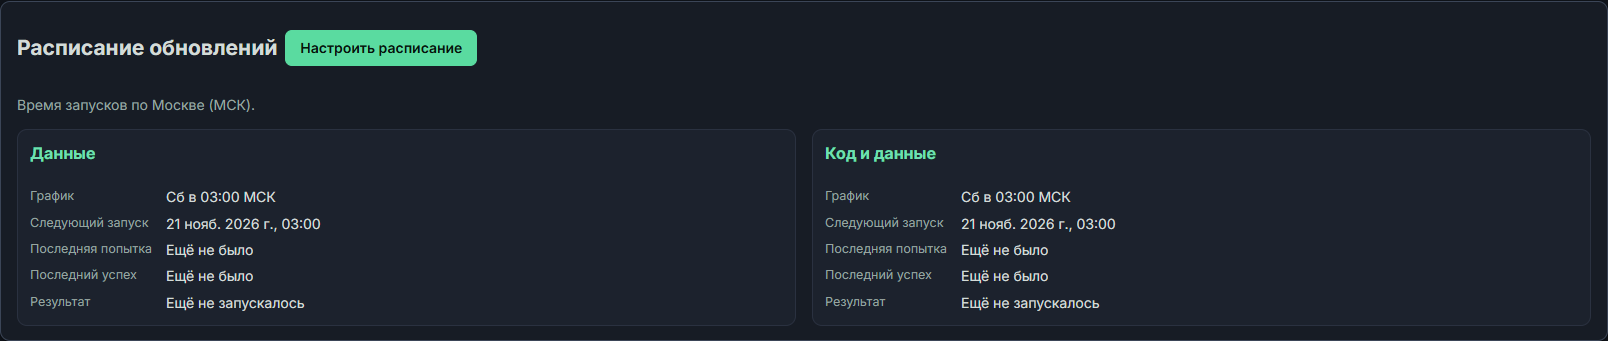 Расписание обновлений
Настроить расписание
Время запусков по Москве (МСК).
Данные
График Сб в 03:00 МСК
Следующий запуск 21 нояб. 2026 г., 03:00
Последняя попытка Ещё не было
Последний успех Ещё не было
Результат Ещё не запускалось
Код и данные
График Сб в 03:00 МСК
Следующий запуск 21 нояб. 2026 г., 03:00
Последняя попытка Ещё не было
Последний успех Ещё не было
Результат Ещё не запускалось